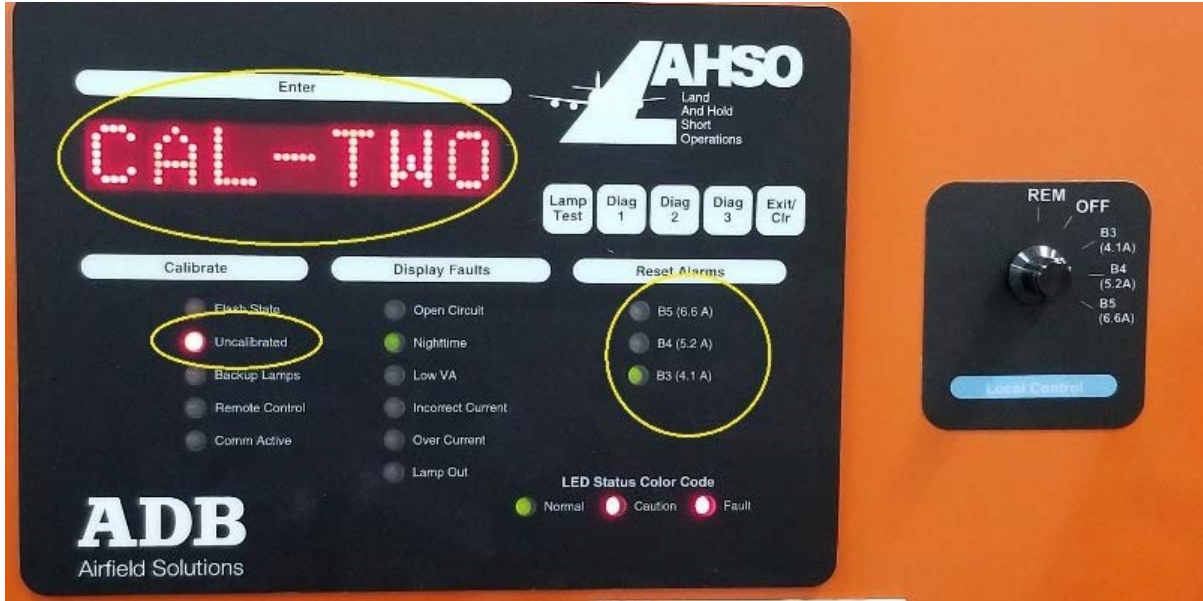 Enter
CAL-TWO
LAHSO
Land
And Hold
Short
Operations
Lamp
Test
Diag
1
Diag
2
Diag
3
Exit/
Clr
Calibrate
Flash State
Uncalibrated
Backup Lamps
Remote Control
Comm Active
Display Faults
Open Circuit
Nighttime
Low VA
Incorrect Current
Over Current
Lamp Out
Reset Alarms
B5 (6.6 A)
B4 (5.2 A)
B3 (4.1 A)
LED Status Color Code
Normal
Caution
Fault
ADB
Airfield Solutions
REM
OFF
B3
(4.1A)
B4
(5.2A)
B5
(6.6A)
Local Control